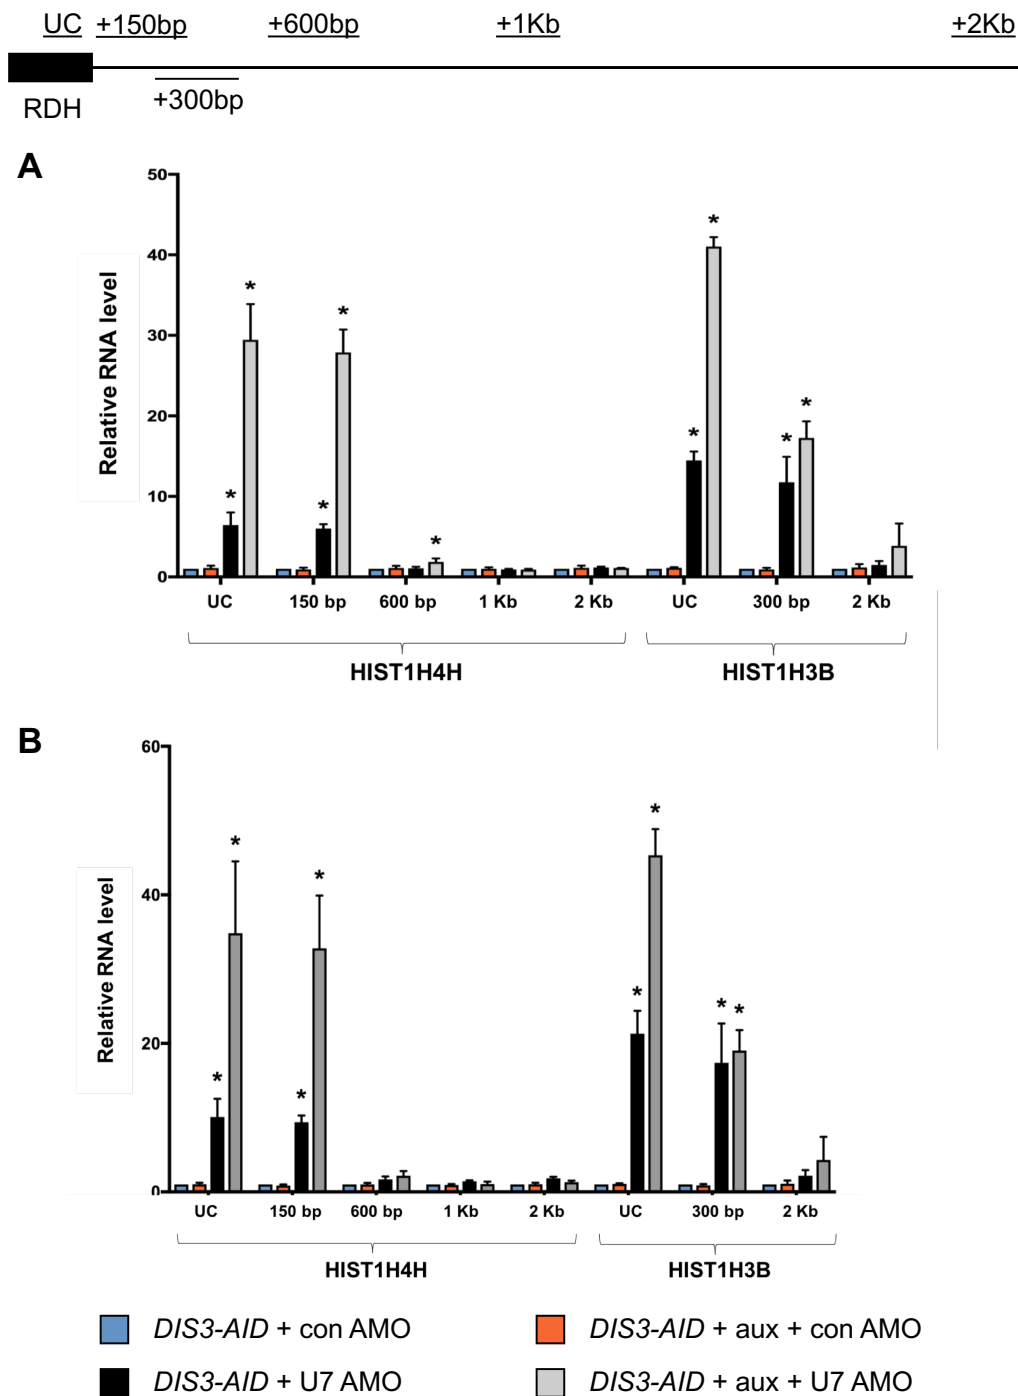 UC +150bp +600bp +1Kb +2Kb
RDH +300bp
A
50
40
30
20
10
0
Relative RNA level
* * * * * * * * *
UC 150 bp 600 bp 1 Kb 2 Kb UC 300 bp 2 Kb
HIST1H4H HIST1H3B
B
60
40
20
0
Relative RNA level
* * * * * * * *
UC 150 bp 600 bp 1 Kb 2 Kb UC 300 bp 2 Kb
HIST1H4H HIST1H3B
DIS3-AID + con AMO DIS3-AID + aux + con AMO
DIS3-AID + U7 AMO DIS3-AID + aux + U7 AMO